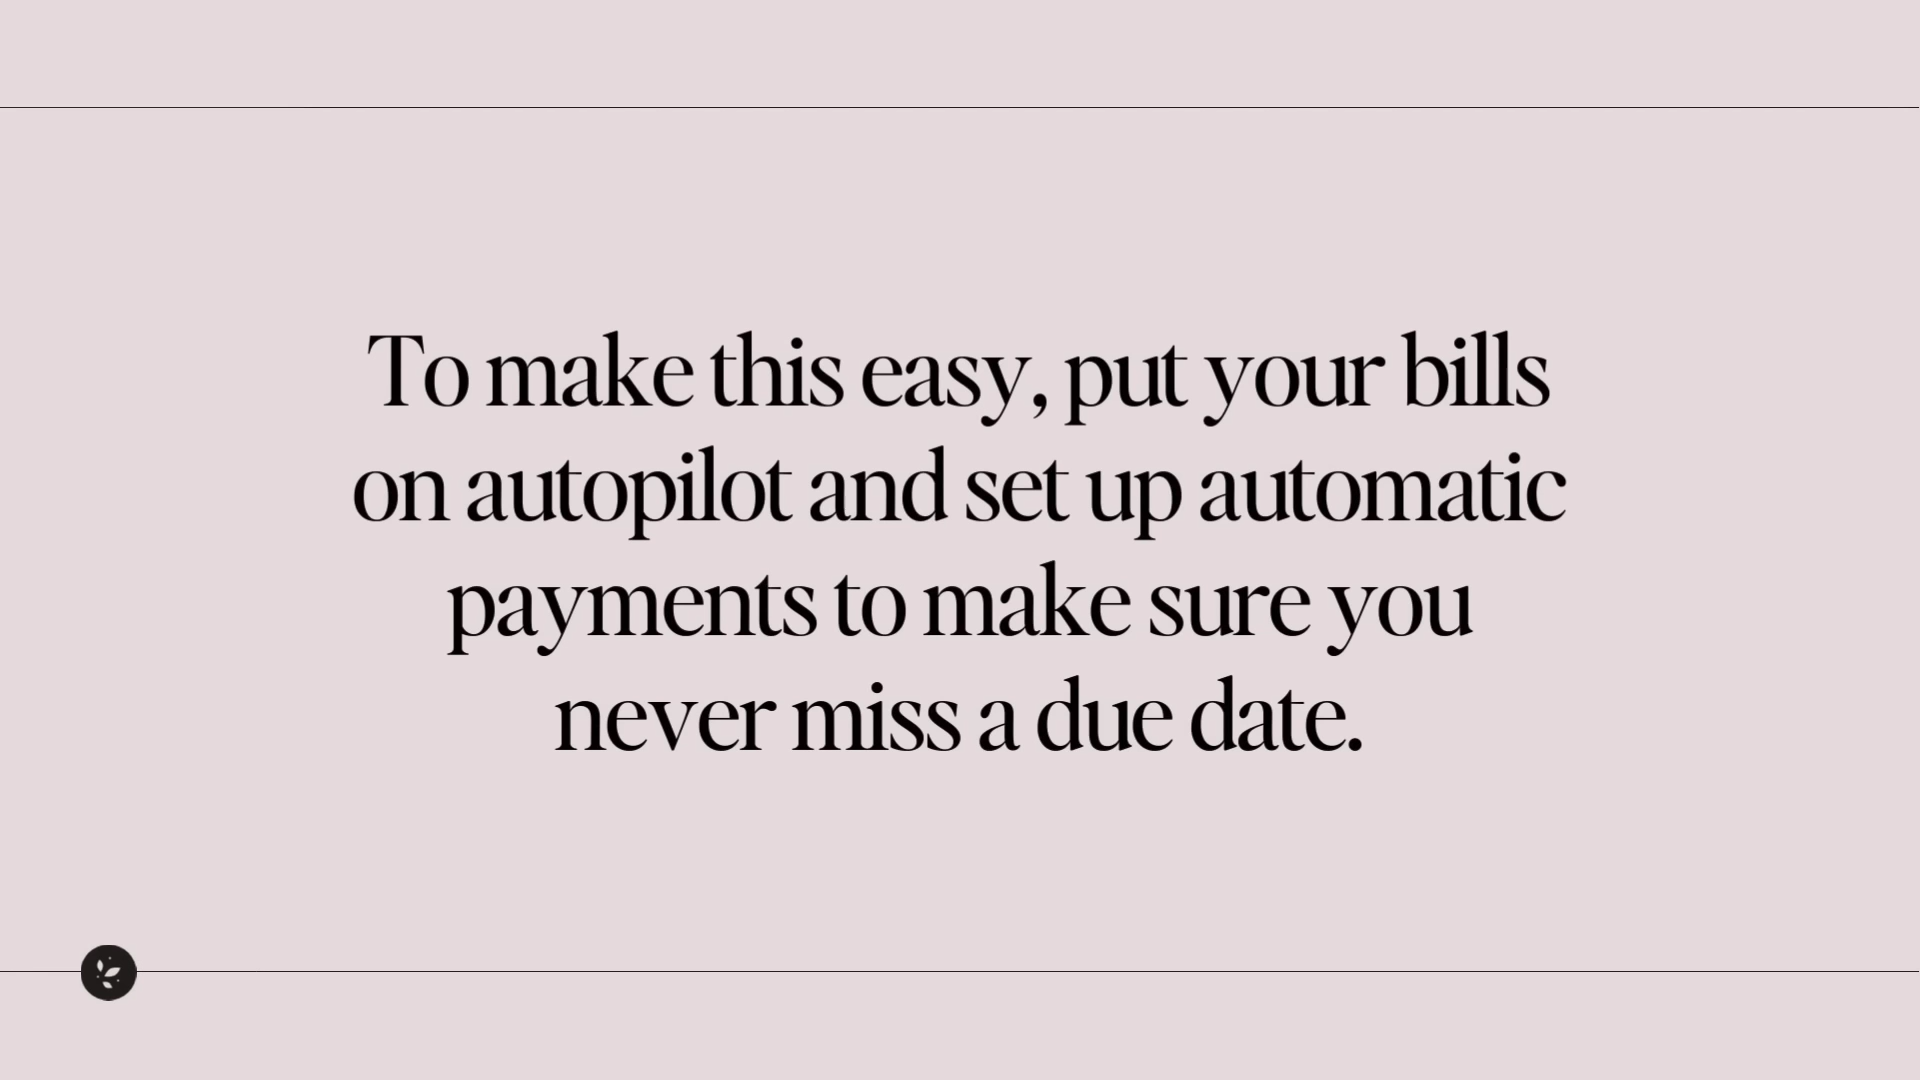 To make this easy, put your bills
on autopilot and set up automatic
payments to make sure you
never miss a due date.